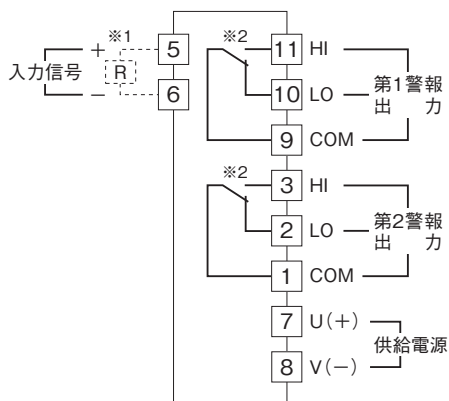 入力信号
+
※1
R
−
5
6
※2
11 HI
10 LO
9 COM
第1警報
出 力
※2
3 HI
2 LO
1 COM
第2警報
出 力
7 U(+)
8 V(−)
供給電源